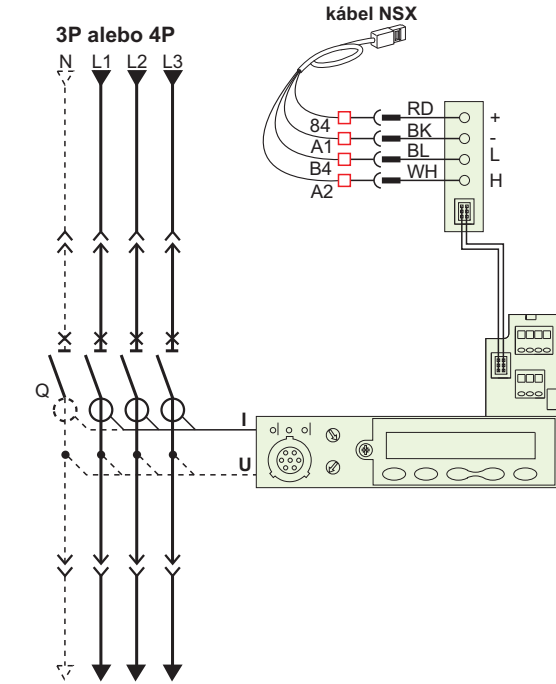 kábel NSX
3P alebo 4P
N L1 L2 L3
84 RD +
A1 BK -
B4 BL L
A2 WH H
Q
I
U